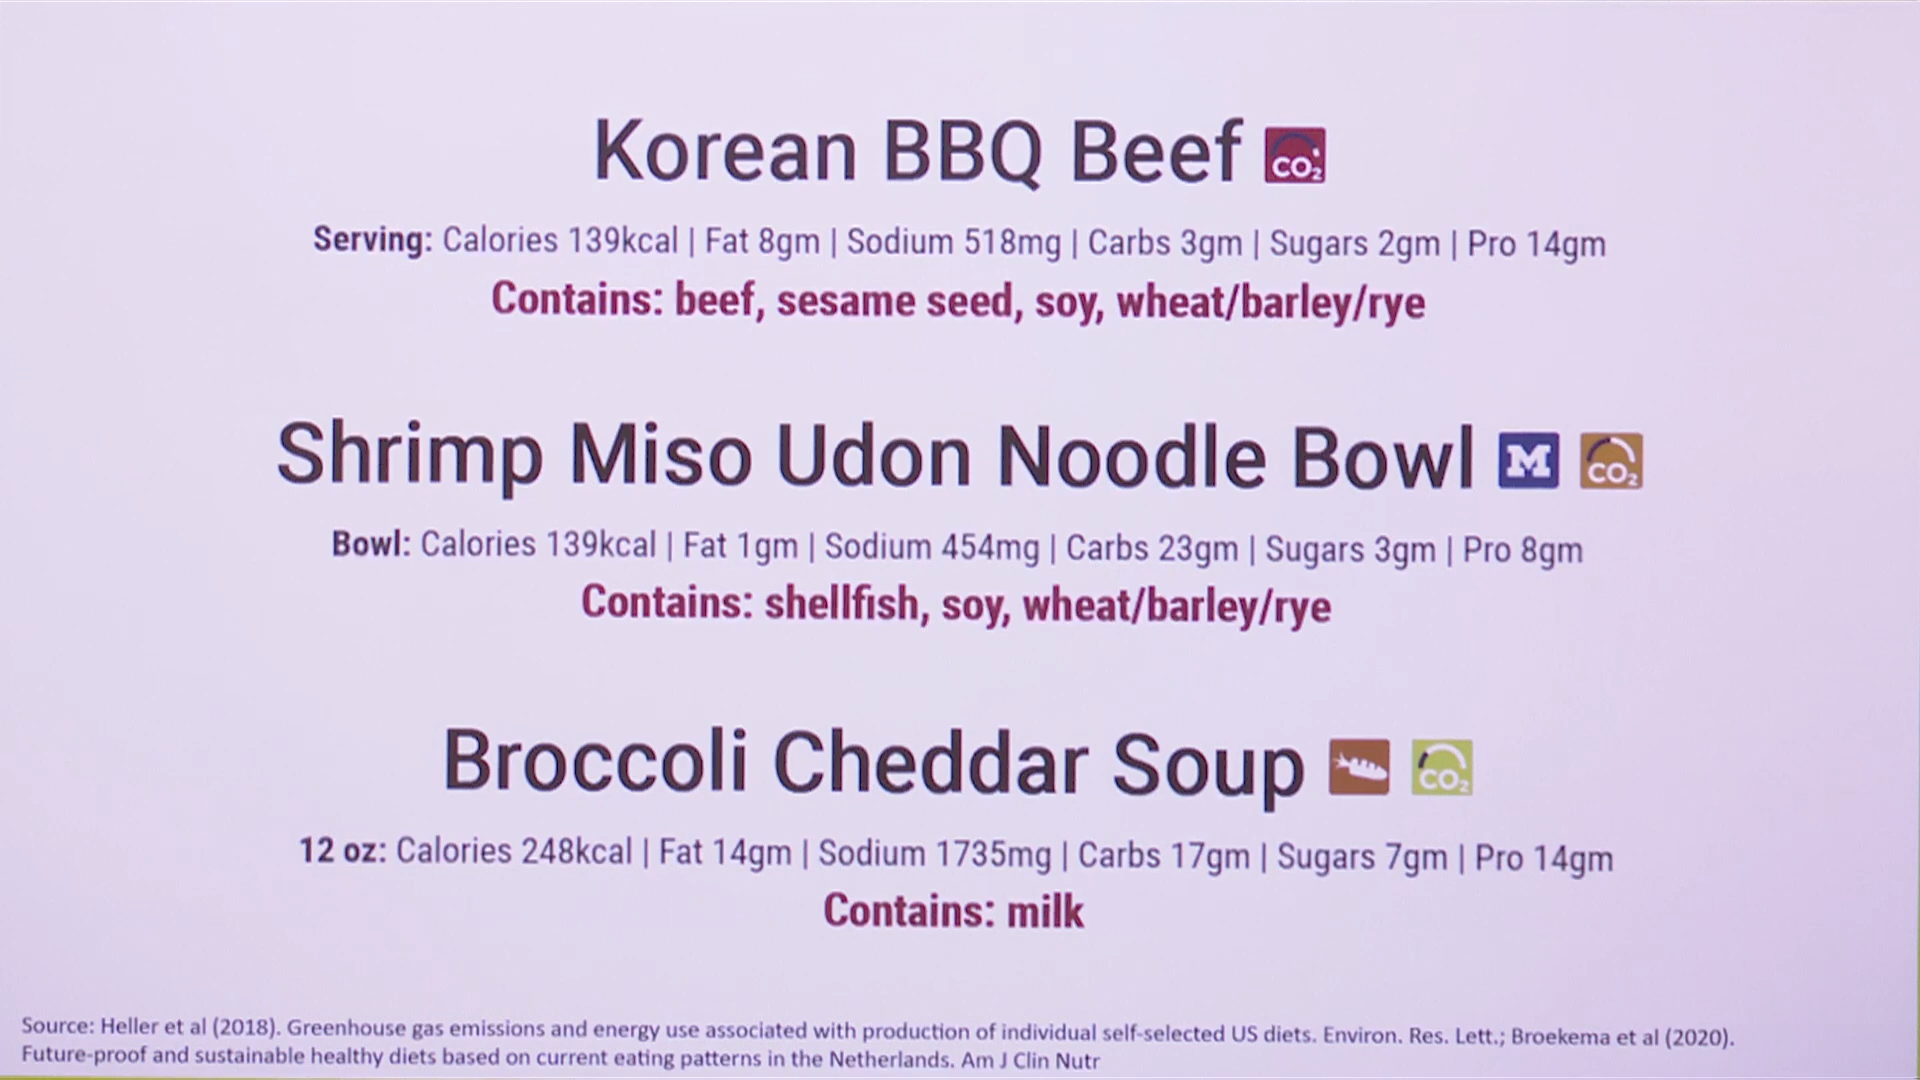 Korean BBQ Beef CO₂
Serving: Calories 139kcal | Fat 8gm | Sodium 518mg | Carbs 3gm | Sugars 2gm | Pro 14gm
Contains: beef, sesame seed, soy, wheat/barley/rye
Shrimp Miso Udon Noodle Bowl M CO₂
Bowl: Calories 139kcal | Fat 1gm | Sodium 454mg | Carbs 23gm | Sugars 3gm | Pro 8gm
Contains: shellfish, soy, wheat/barley/rye
Broccoli Cheddar Soup CO₂
12 oz: Calories 248kcal | Fat 14gm | Sodium 1735mg | Carbs 17gm | Sugars 7gm | Pro 14gm
Contains: milk
Source: Heller et al (2018). Greenhouse gas emissions and energy use associated with production of individual self-selected US diets. Environ. Res. Lett.; Broekema et al (2020).
Future-proof and sustainable healthy diets based on current eating patterns in the Netherlands. Am J Clin Nutr